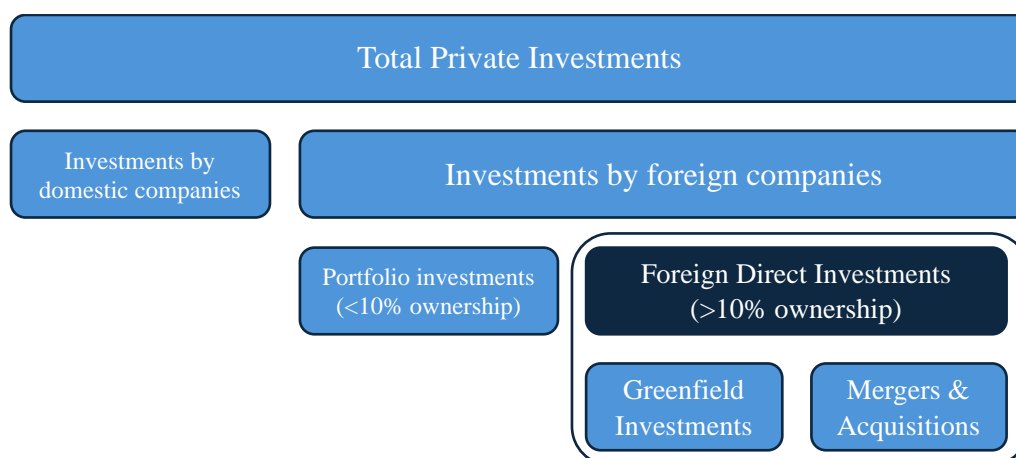 Total Private Investments
Investments by
domestic companies
Investments by foreign companies
Portfolio investments
(<10% ownership)
Foreign Direct Investments
(>10% ownership)
Greenfield
Investments
Mergers &
Acquisitions